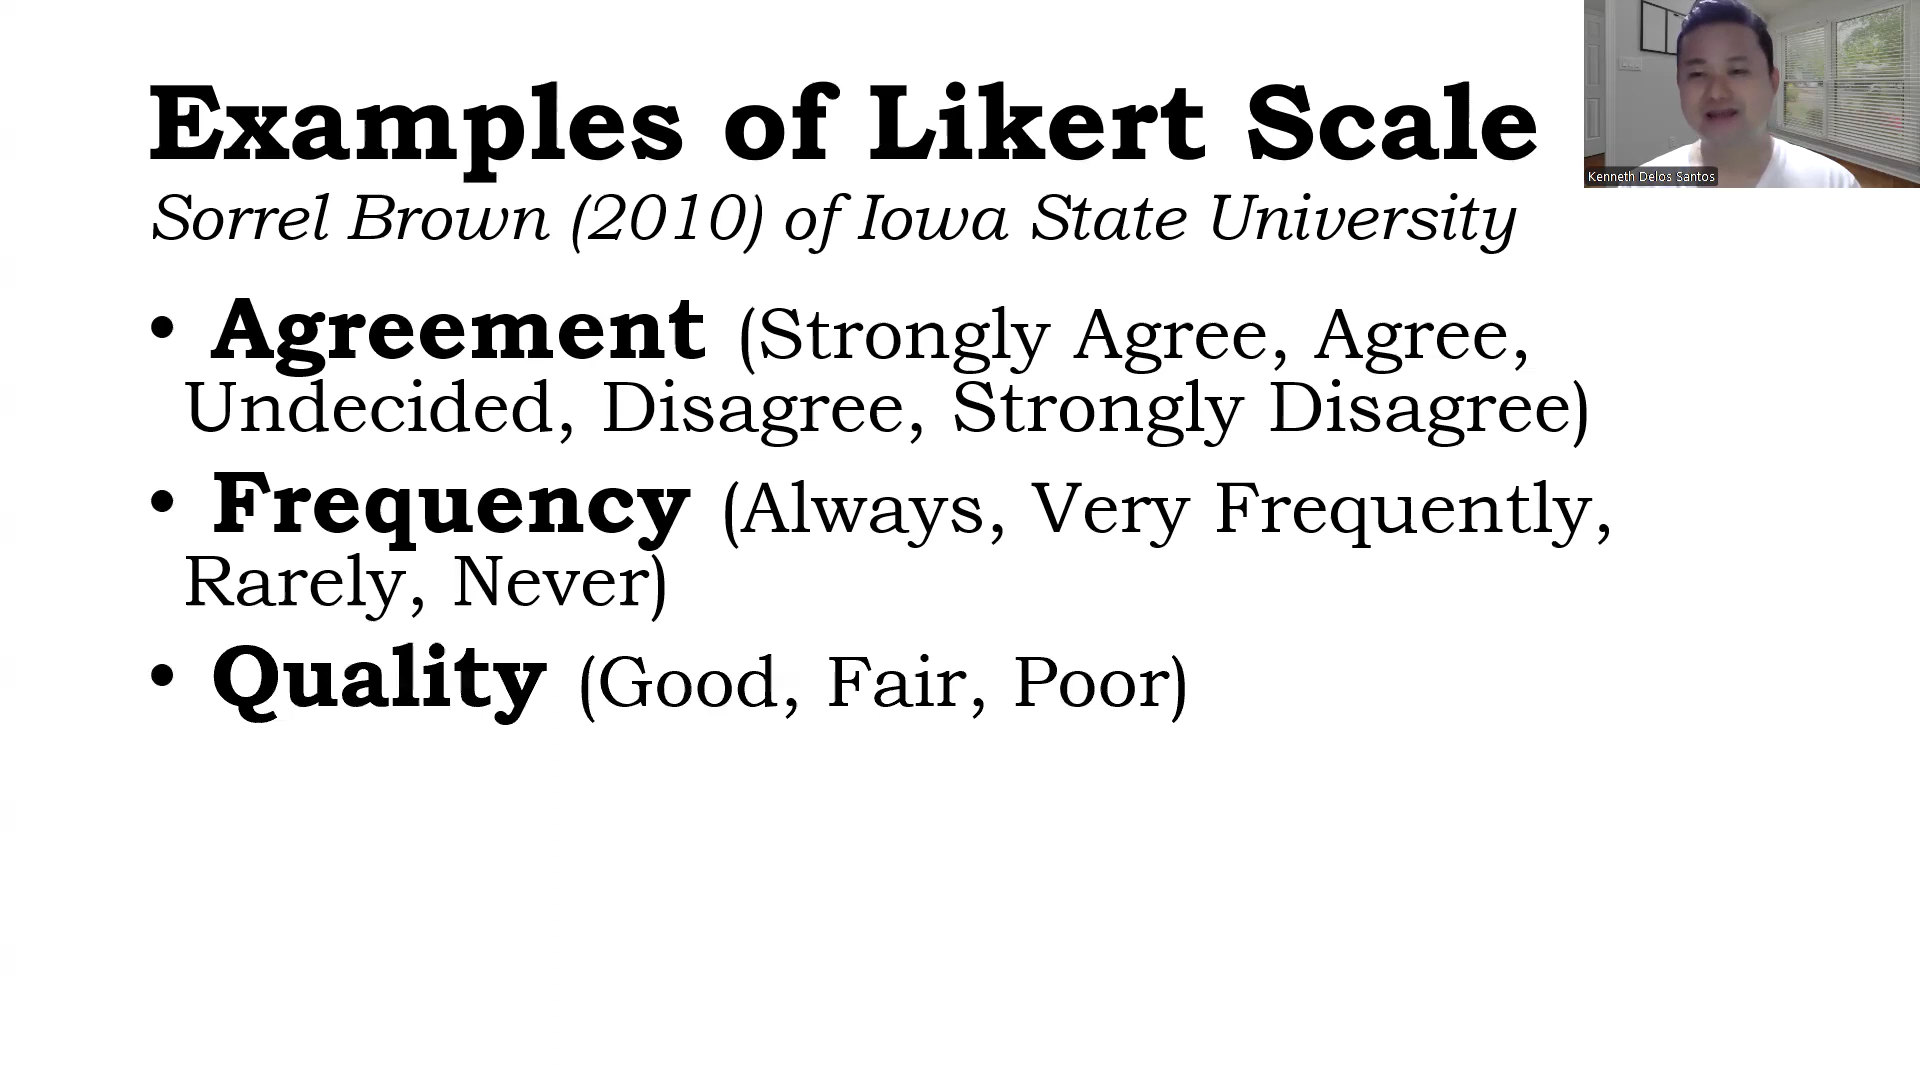 Examples of Likert Scale
Kenneth Delos Santos
Sorrel Brown (2010) of Iowa State University
• Agreement (Strongly Agree, Agree,
Undecided, Disagree, Strongly Disagree)
• Frequency (Always, Very Frequently,
Rarely, Never)
• Quality (Good, Fair, Poor)